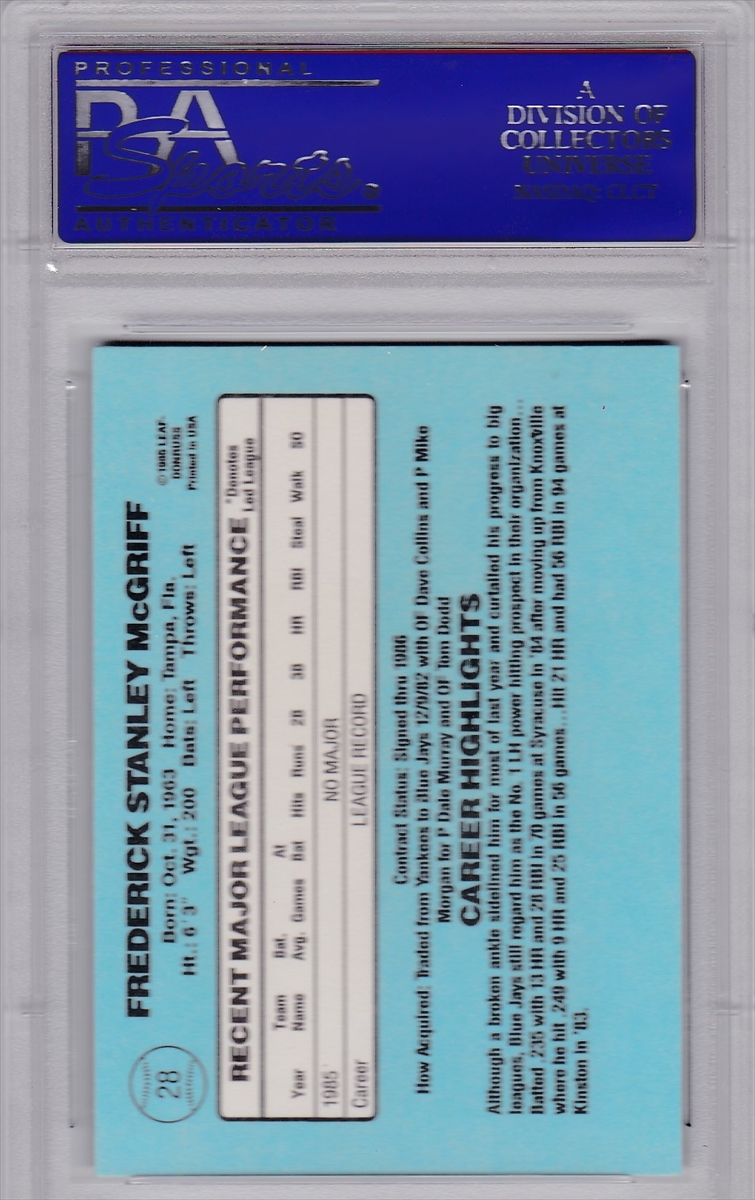 PROFESSIONAL
PSA
Sports
AUTHENTICATOR
A
DIVISION OF
COLLECTORS
UNIVERSE
NASDAQ: CLCT
28
FREDERICK STANLEY McGRIFF
Born: Oct. 31, 1963 Home: Tampa, Fla.
Ht.: 6' 3" Wgt.: 200 Bats: Left Throws: Left
© 1985 LEAF-
DONRUSS
Printed in USA
RECENT MAJOR LEAGUE PERFORMANCE
*Denotes
Led League
Year Team Name Bat. Avg. Games At Bat Hits Runs 2B 3B HR RBI Steal Walk SO
1985 NO MAJOR
Career LEAGUE RECORD
Contract Status: Signed thru 1986
How Acquired: Traded from Yankees to Blue Jays 12/9/82 with OF Dave Collins and P Mike
Morgan for P Dale Murray and OF Tom Dodd
CAREER HIGHLIGHTS
Although a broken ankle sidelined him for most of last year and curtailed his progress to big
leagues, Blue Jays still regard him as the No. 1 LH power hitting prospect in their organization...
Batted .235 with 13 HR and 28 RBI in 70 games at Syracuse in '84 after moving up from Knoxville
where he hit .249 with 9 HR and 25 RBI in 56 games... Hit 21 HR and had 56 RBI in 94 games at
Kinston in '83.